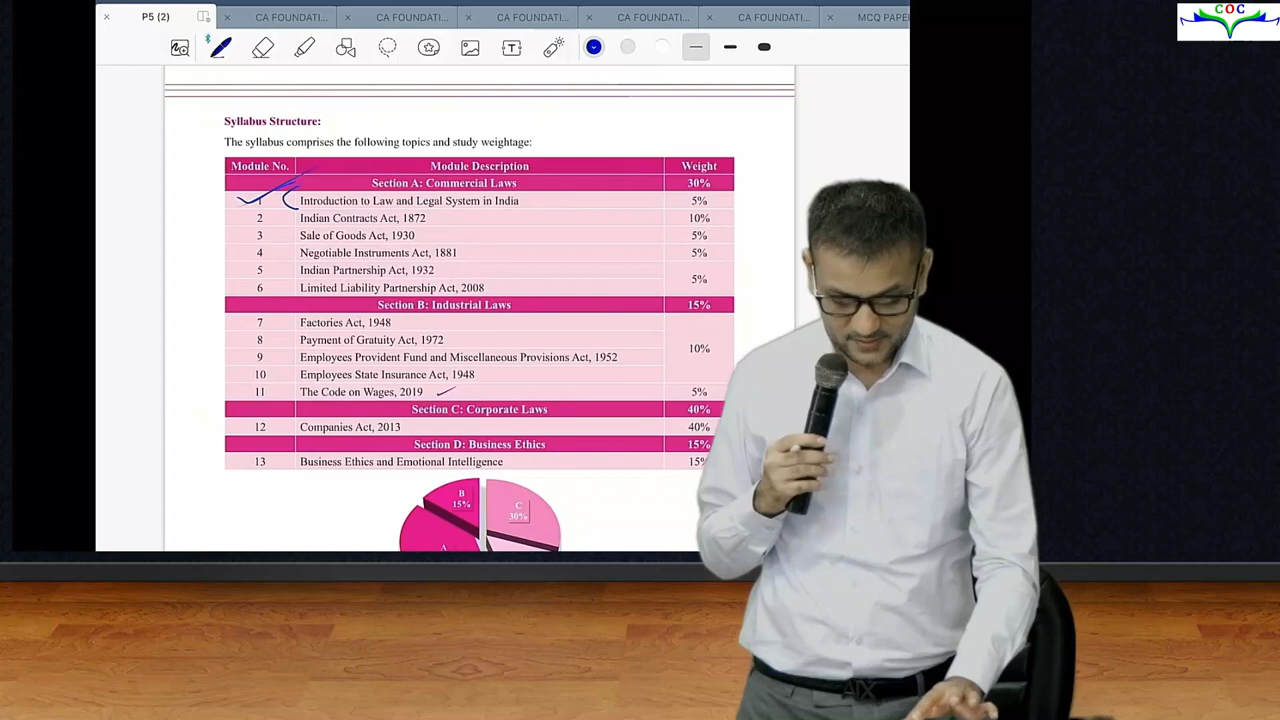 P5 (2)
CA FOUNDATI...
CA FOUNDATI...
CA FOUNDATI...
CA FOUNDATI...
CA FOUNDATI...
MCQ PAPER
COC
Syllabus Structure:
The syllabus comprises the following topics and study weightage:
Module No. Module Description Weight
Section A: Commercial Laws 30%
1 Introduction to Law and Legal System in India 5%
2 Indian Contracts Act, 1872 10%
3 Sale of Goods Act, 1930 5%
4 Negotiable Instruments Act, 1881 5%
5 Indian Partnership Act, 1932
5%
6 Limited Liability Partnership Act, 2008
Section B: Industrial Laws 15%
7 Factories Act, 1948
8 Payment of Gratuity Act, 1972
10%
9 Employees Provident Fund and Miscellaneous Provisions Act, 1952
10 Employees State Insurance Act, 1948
11 The Code on Wages, 2019 5%
Section C: Corporate Laws 40%
12 Companies Act, 2013 40%
Section D: Business Ethics 15%
13 Business Ethics and Emotional Intelligence 15%
B
15%
C
30%
A